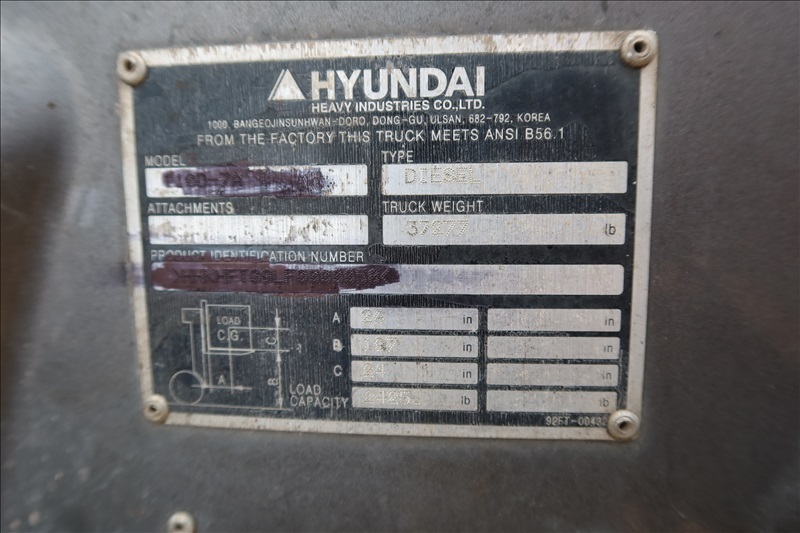 HYUNDAI
HEAVY INDUSTRIES CO.,LTD.
1000, BANGEOJINSUNHWAN-DORO, DONG-GU, ULSAN, 682-792, KOREA
FROM THE FACTORY THIS TRUCK MEETS ANSI B56.1
MODEL TYPE
DIESEL
ATTACHMENTS TRUCK WEIGHT
37277 lb
PRODUCT IDENTIFICATION NUMBER
LOAD
C.G.
C
A
B
A 24 in in
B 197 in in
C 24 in in
LOAD
CAPACITY lb lb